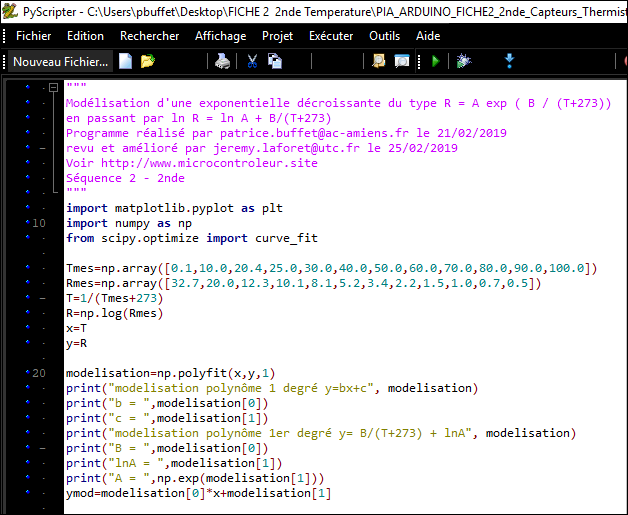 PyScripter - C:\Users\pbuffet\Desktop\FICHE 2 2nde Temperature\PIA_ARDUINO_FICHE2_2nde_Capteurs_Thermist
Fichier Edition Rechercher Affichage Projet Exécuter Outils Aide
Nouveau Fichier...
"""
Modélisation d'une exponentielle décroissante du type R = A exp ( B / (T+273))
en passant par ln R = ln A + B/(T+273)
Programme réalisé par patrice.buffet@ac-amiens.fr le 21/02/2019
revu et amélioré par jeremy.laforet@utc.fr le 25/02/2019
Voir http://www.microcontroleur.site
Séquence 2 - 2nde
"""
import matplotlib.pyplot as plt
10 import numpy as np
from scipy.optimize import curve_fit
Tmes=np.array([0.1,10.0,20.4,25.0,30.0,40.0,50.0,60.0,70.0,80.0,90.0,100.0])
Rmes=np.array([32.7,20.0,12.3,10.1,8.1,5.2,3.4,2.2,1.5,1.0,0.7,0.5])
T=1/(Tmes+273)
R=np.log(Rmes)
x=T
y=R
20 modelisation=np.polyfit(x,y,1)
print("modelisation polynôme 1 degré y=bx+c", modelisation)
print("b = ",modelisation[0])
print("c = ",modelisation[1])
print("modelisation polynôme 1er degré y= B/(T+273) + lnA", modelisation)
print("B = ",modelisation[0])
print("lnA = ",modelisation[1])
print("A = ",np.exp(modelisation[1]))
ymod=modelisation[0]*x+modelisation[1]